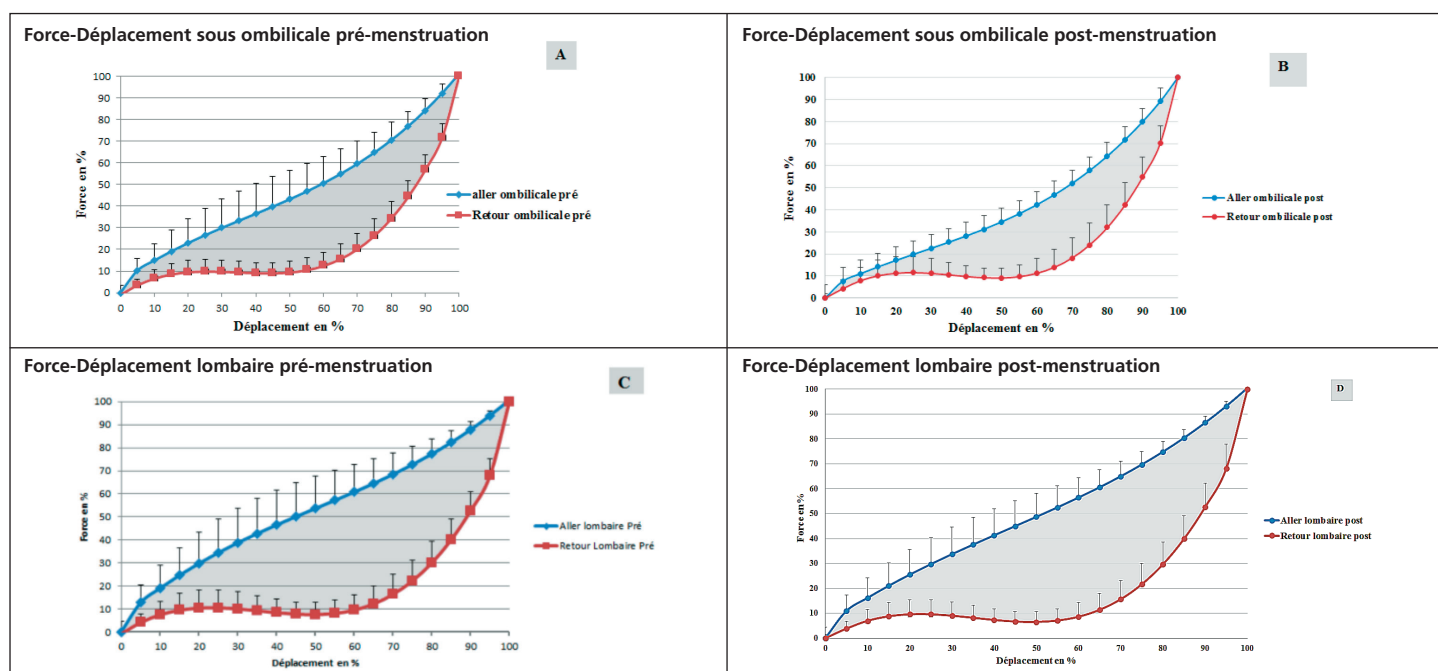 Force-Déplacement sous ombilicale pré-menstruation
A
100
90
80
70
60
50
40
30
20
10
0
Force en %
0 10 20 30 40 50 60 70 80 90 100
Déplacement en %
aller ombilicale pré
Retour ombilicale pré
Force-Déplacement sous ombilicale post-menstruation
B
100
90
80
70
60
50
40
30
20
10
0
Force en %
0 10 20 30 40 50 60 70 80 90 100
Déplacement en %
Aller ombilicale post
Retour ombilicale post
Force-Déplacement lombaire pré-menstruation
C
100
90
80
70
60
50
40
30
20
10
0
Force en %
0 10 20 30 40 50 60 70 80 90 100
Déplacement en %
Aller lombaire Pré
Retour Lombaire Pré
Force-Déplacement lombaire post-menstruation
D
100
90
80
70
60
50
40
30
20
10
0
Force en %
0 10 20 30 40 50 60 70 80 90 100
Déplacement en %
Aller lombaire post
Retour lombaire post